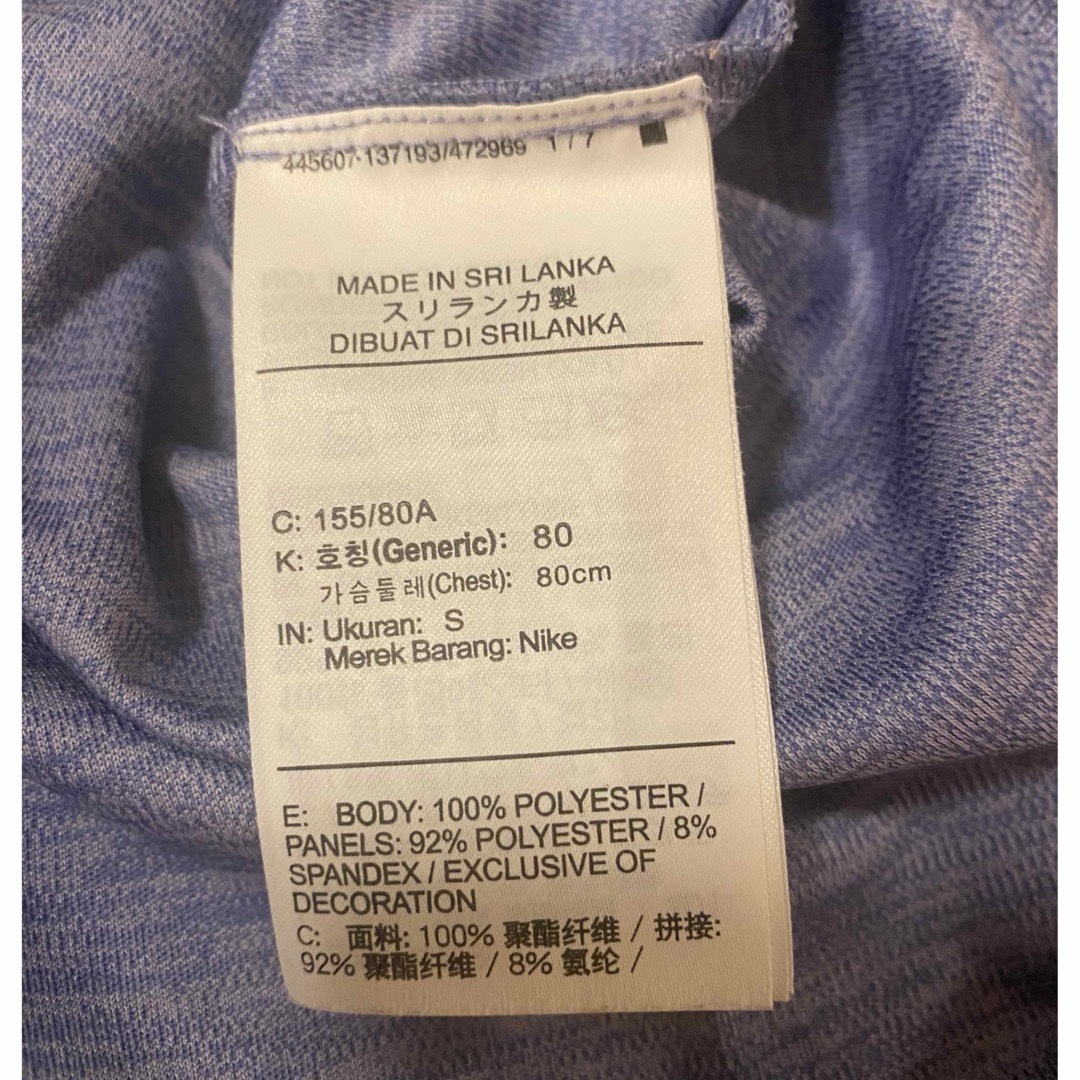 445607-137193/472969 1/7
MADE IN SRI LANKA
スリランカ製
DIBUAT DI SRILANKA
C: 155/80A
K: 호칭(Generic): 80
가슴둘레(Chest): 80cm
IN: Ukuran: S
Merek Barang: Nike
E: BODY: 100% POLYESTER /
PANELS: 92% POLYESTER / 8%
SPANDEX / EXCLUSIVE OF
DECORATION
C: 面料: 100% 聚酯纤维 / 拼接:
92% 聚酯纤维 / 8% 氨纶 /